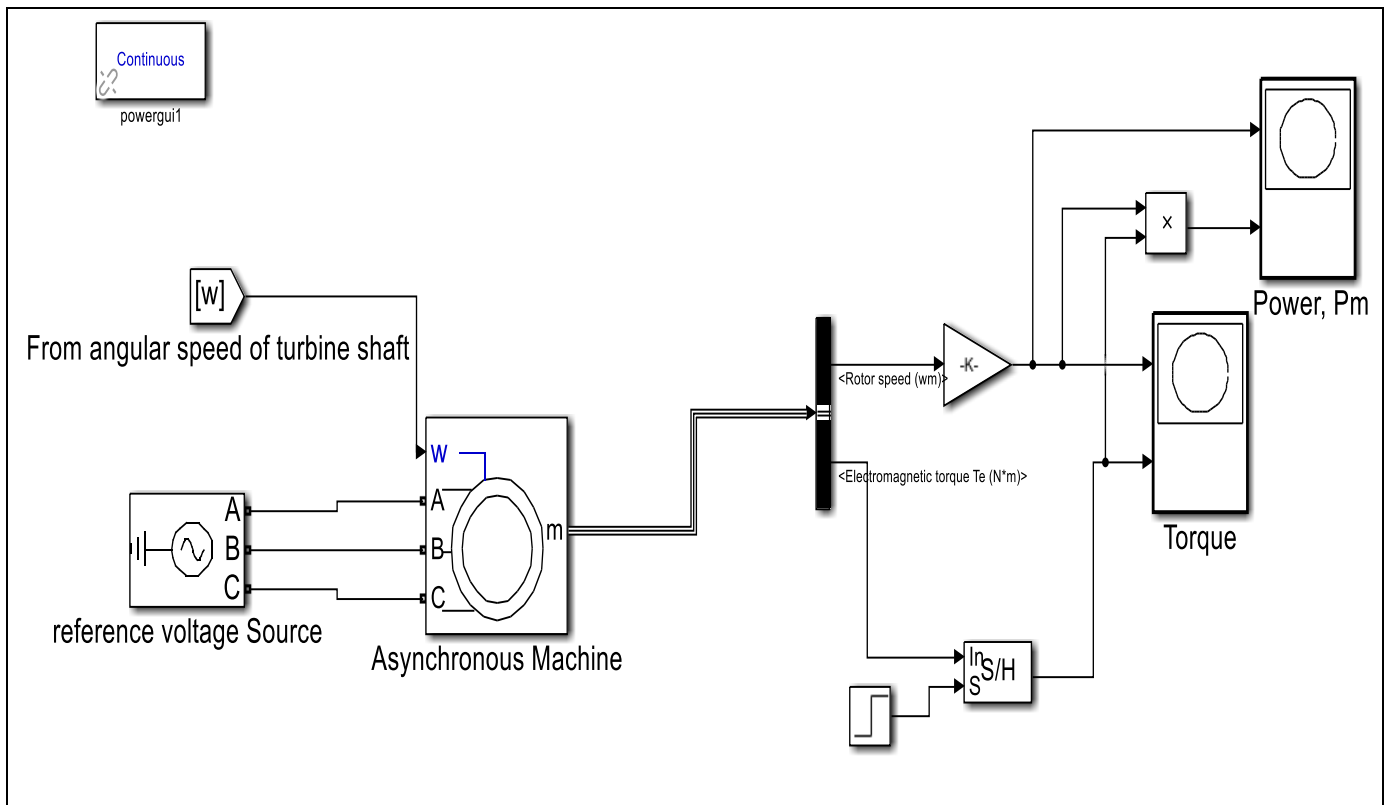 Continuous
powergui1
[w]
From angular speed of turbine shaft
A
B
C
reference voltage Source
w
A
B
C
m
Asynchronous Machine
<Rotor speed (wm)>
<Electromagnetic torque Te (N*m)>
-K-
×
Power, Pm
Torque
In
S
S/H